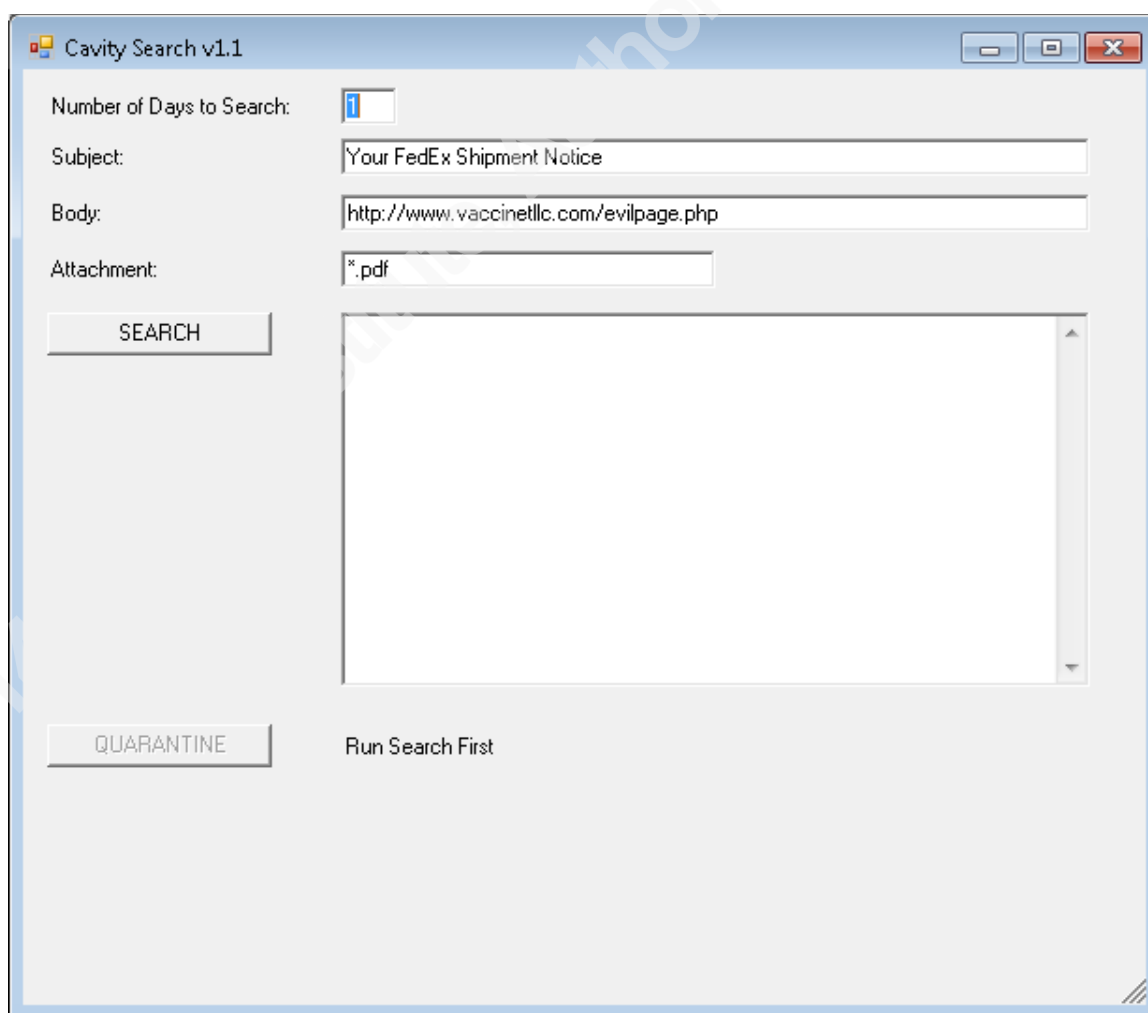 Cavity Search v1.1
Number of Days to Search: 1
Subject: Your FedEx Shipment Notice
Body: http://www.vaccinetllc.com/evilpage.php
Attachment: *.pdf
SEARCH
QUARANTINE Run Search First